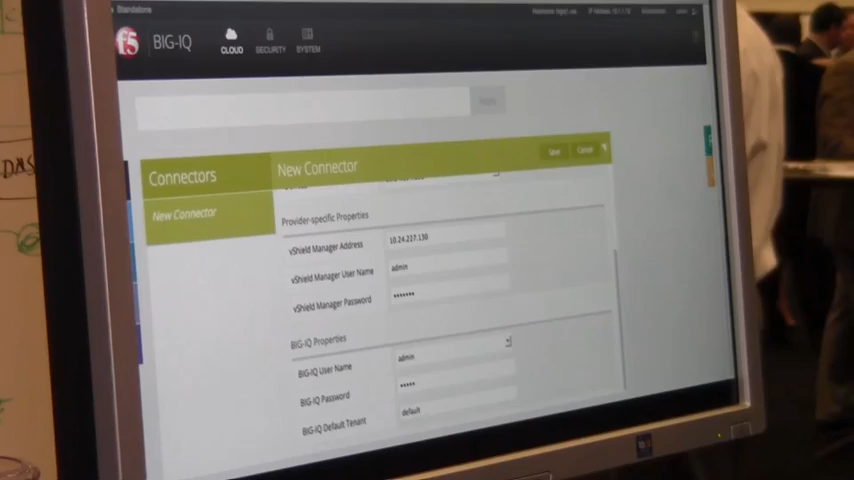 Standalone
f5 BIG-IQ CLOUD SECURITY SYSTEM
Connectors New Connector Save Cancel
New Connector
Provider-specific Properties
vShield Manager Address 10.24.227.130
vShield Manager User Name admin
vShield Manager Password •••••••
BIG-IQ Properties
BIG-IQ User Name admin
BIG-IQ Password •••••
BIG-IQ Default Tenant default
DAS